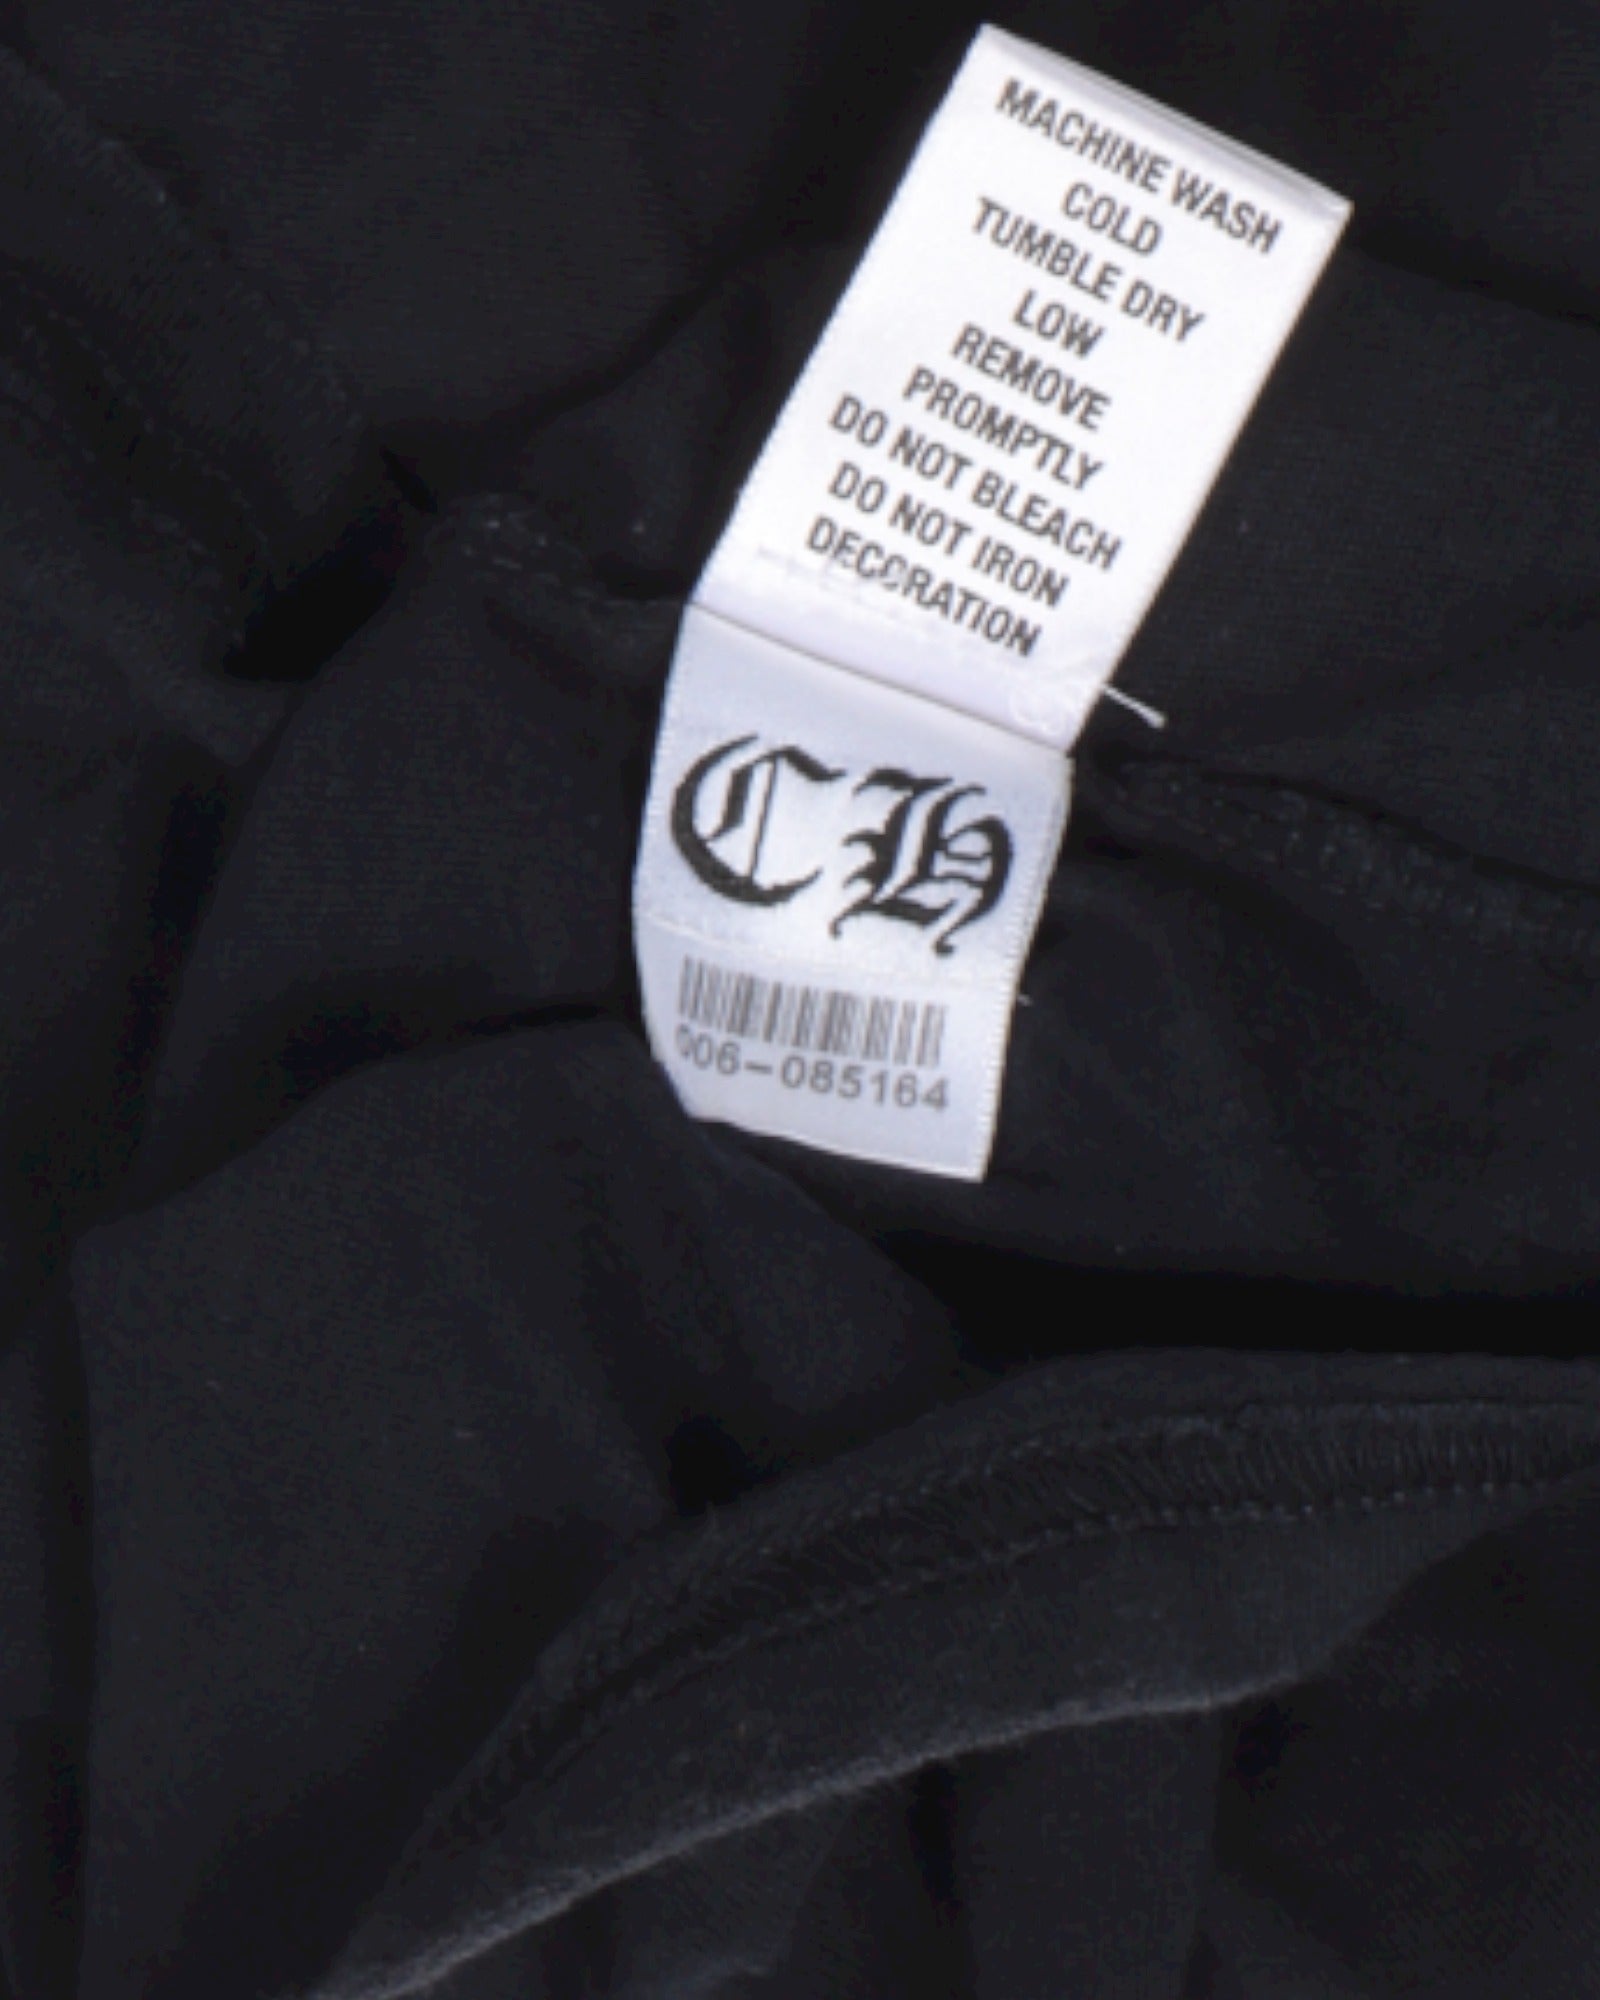 MACHINE WASH
COLD
TUMBLE DRY
LOW
REMOVE
PROMPTLY
DO NOT BLEACH
DO NOT IRON
DECORATION
CH
006-085164